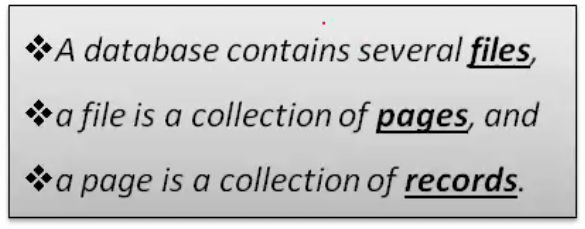 ❖A database contains several files,
❖a file is a collection of pages, and
❖a page is a collection of records.